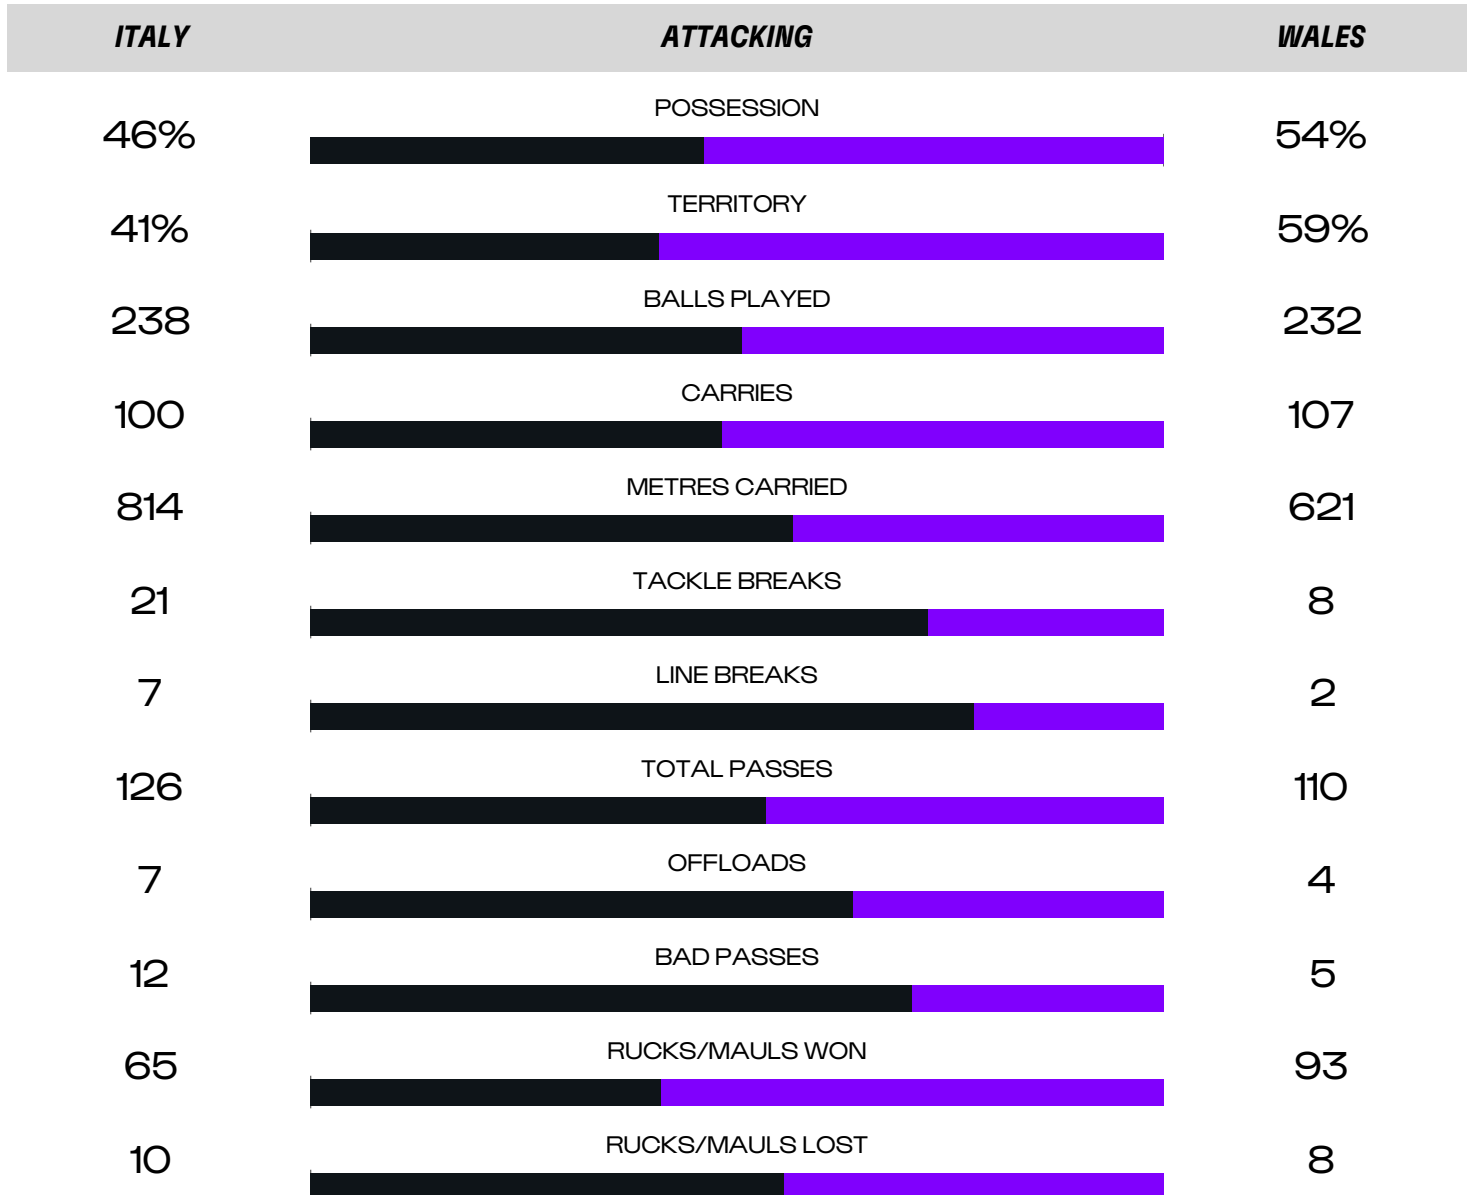 ITALY ATTACKING WALES
POSSESSION
46% 54%
TERRITORY
41% 59%
BALLS PLAYED
238 232
CARRIES
100 107
METRES CARRIED
814 621
TACKLE BREAKS
21 8
LINE BREAKS
7 2
TOTAL PASSES
126 110
OFFLOADS
7 4
BAD PASSES
12 5
RUCKS/MAULS WON
65 93
RUCKS/MAULS LOST
10 8